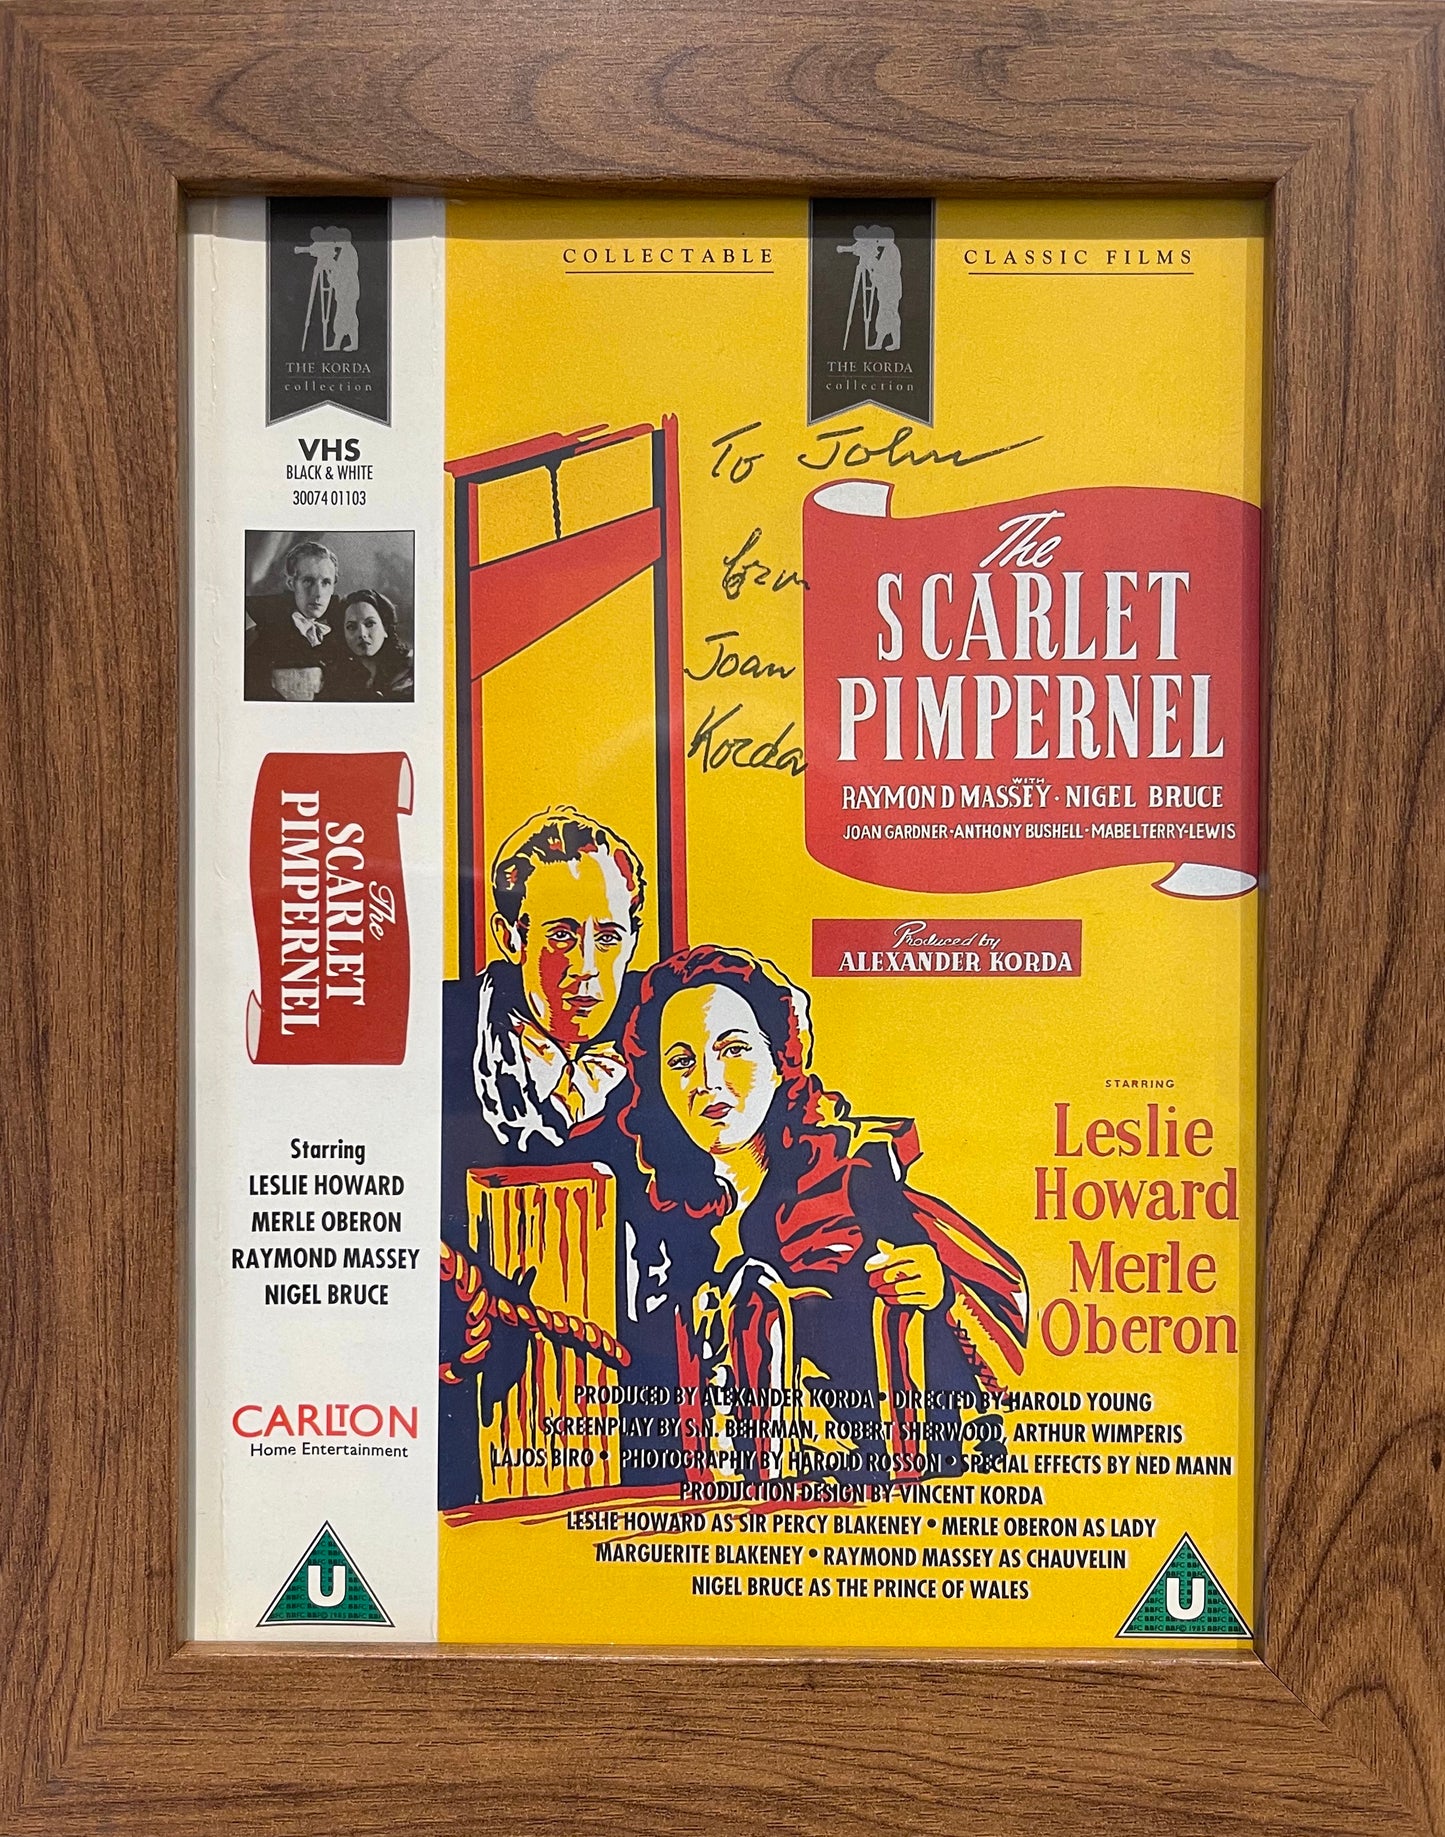 THE KORDA
collection
VHS
BLACK & WHITE
30074 01103
The
SCARLET
PIMPERNEL
Starring
LESLIE HOWARD
MERLE OBERON
RAYMOND MASSEY
NIGEL BRUCE
CARLTON
Home Entertainment
U
COLLECTABLE
THE KORDA
collection
CLASSIC FILMS
To John
from
Joan
Korda
The
SCARLET
PIMPERNEL
WITH
RAYMOND MASSEY · NIGEL BRUCE
JOAN GARDNER · ANTHONY BUSHELL · MABEL TERRY-LEWIS
Produced by
ALEXANDER KORDA
STARRING
Leslie
Howard
Merle
Oberon
PRODUCED BY ALEXANDER KORDA • DIRECTED BY HAROLD YOUNG
SCREENPLAY BY S.N. BEHRMAN, ROBERT SHERWOOD, ARTHUR WIMPERIS
LAJOS BIRO • PHOTOGRAPHY BY HAROLD ROSSON • SPECIAL EFFECTS BY NED MANN
PRODUCTION DESIGN BY VINCENT KORDA
LESLIE HOWARD AS SIR PERCY BLAKENEY • MERLE OBERON AS LADY
MARGUERITE BLAKENEY • RAYMOND MASSEY AS CHAUVELIN
NIGEL BRUCE AS THE PRINCE OF WALES
U